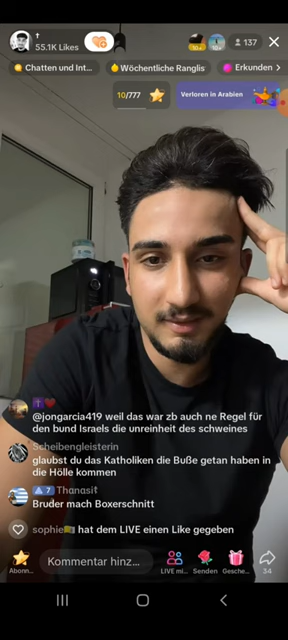 †
55.1K Likes
137
Chatten und Int...
Wöchentliche Ranglis
Erkunden >
10/777
Verloren in Arabien
@jongarcia419 weil das war zb auch ne Regel für
den bund Israels die unreinheit des schweines
Scheibengleisterin
glaubst du das Katholiken die Buße getan haben in
die Hölle kommen
7 Thanasit
Bruder mach Boxerschnitt
sophie hat dem LIVE einen Like gegeben
Kommentar hinz...
Abonn...
LIVE mi...
Senden
Gesche...
34